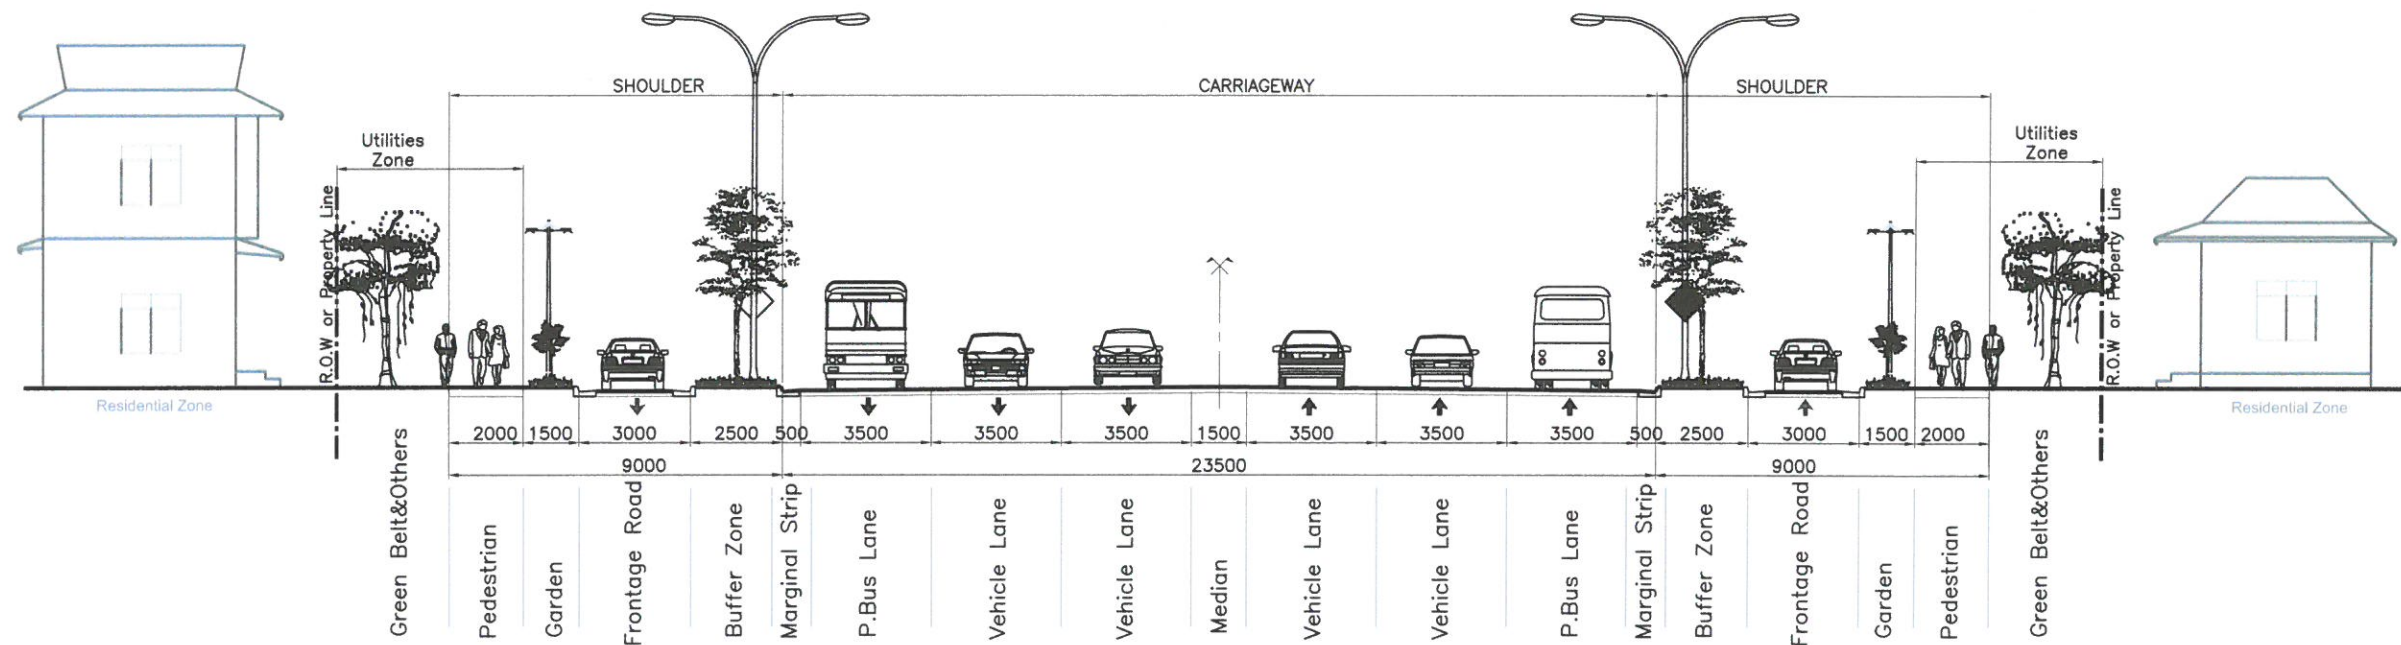 SHOULDER
CARRIAGEWAY
SHOULDER
Utilities
Zone
Utilities
Zone
R.O.W or Property Line
R.O.W or Property Line
Residential Zone
Residential Zone
2000 1500 3000 2500 500 3500 3500 3500 1500 3500 3500 3500 500 2500 3000 1500 2000
9000 23500 9000
Green Belt&Others
Pedestrian
Garden
Frontage Road
Buffer Zone
Marginal Strip
P.Bus Lane
Vehicle Lane
Vehicle Lane
Median
Vehicle Lane
Vehicle Lane
P.Bus Lane
Marginal Strip
Buffer Zone
Frontage Road
Garden
Pedestrian
Green Belt&Others